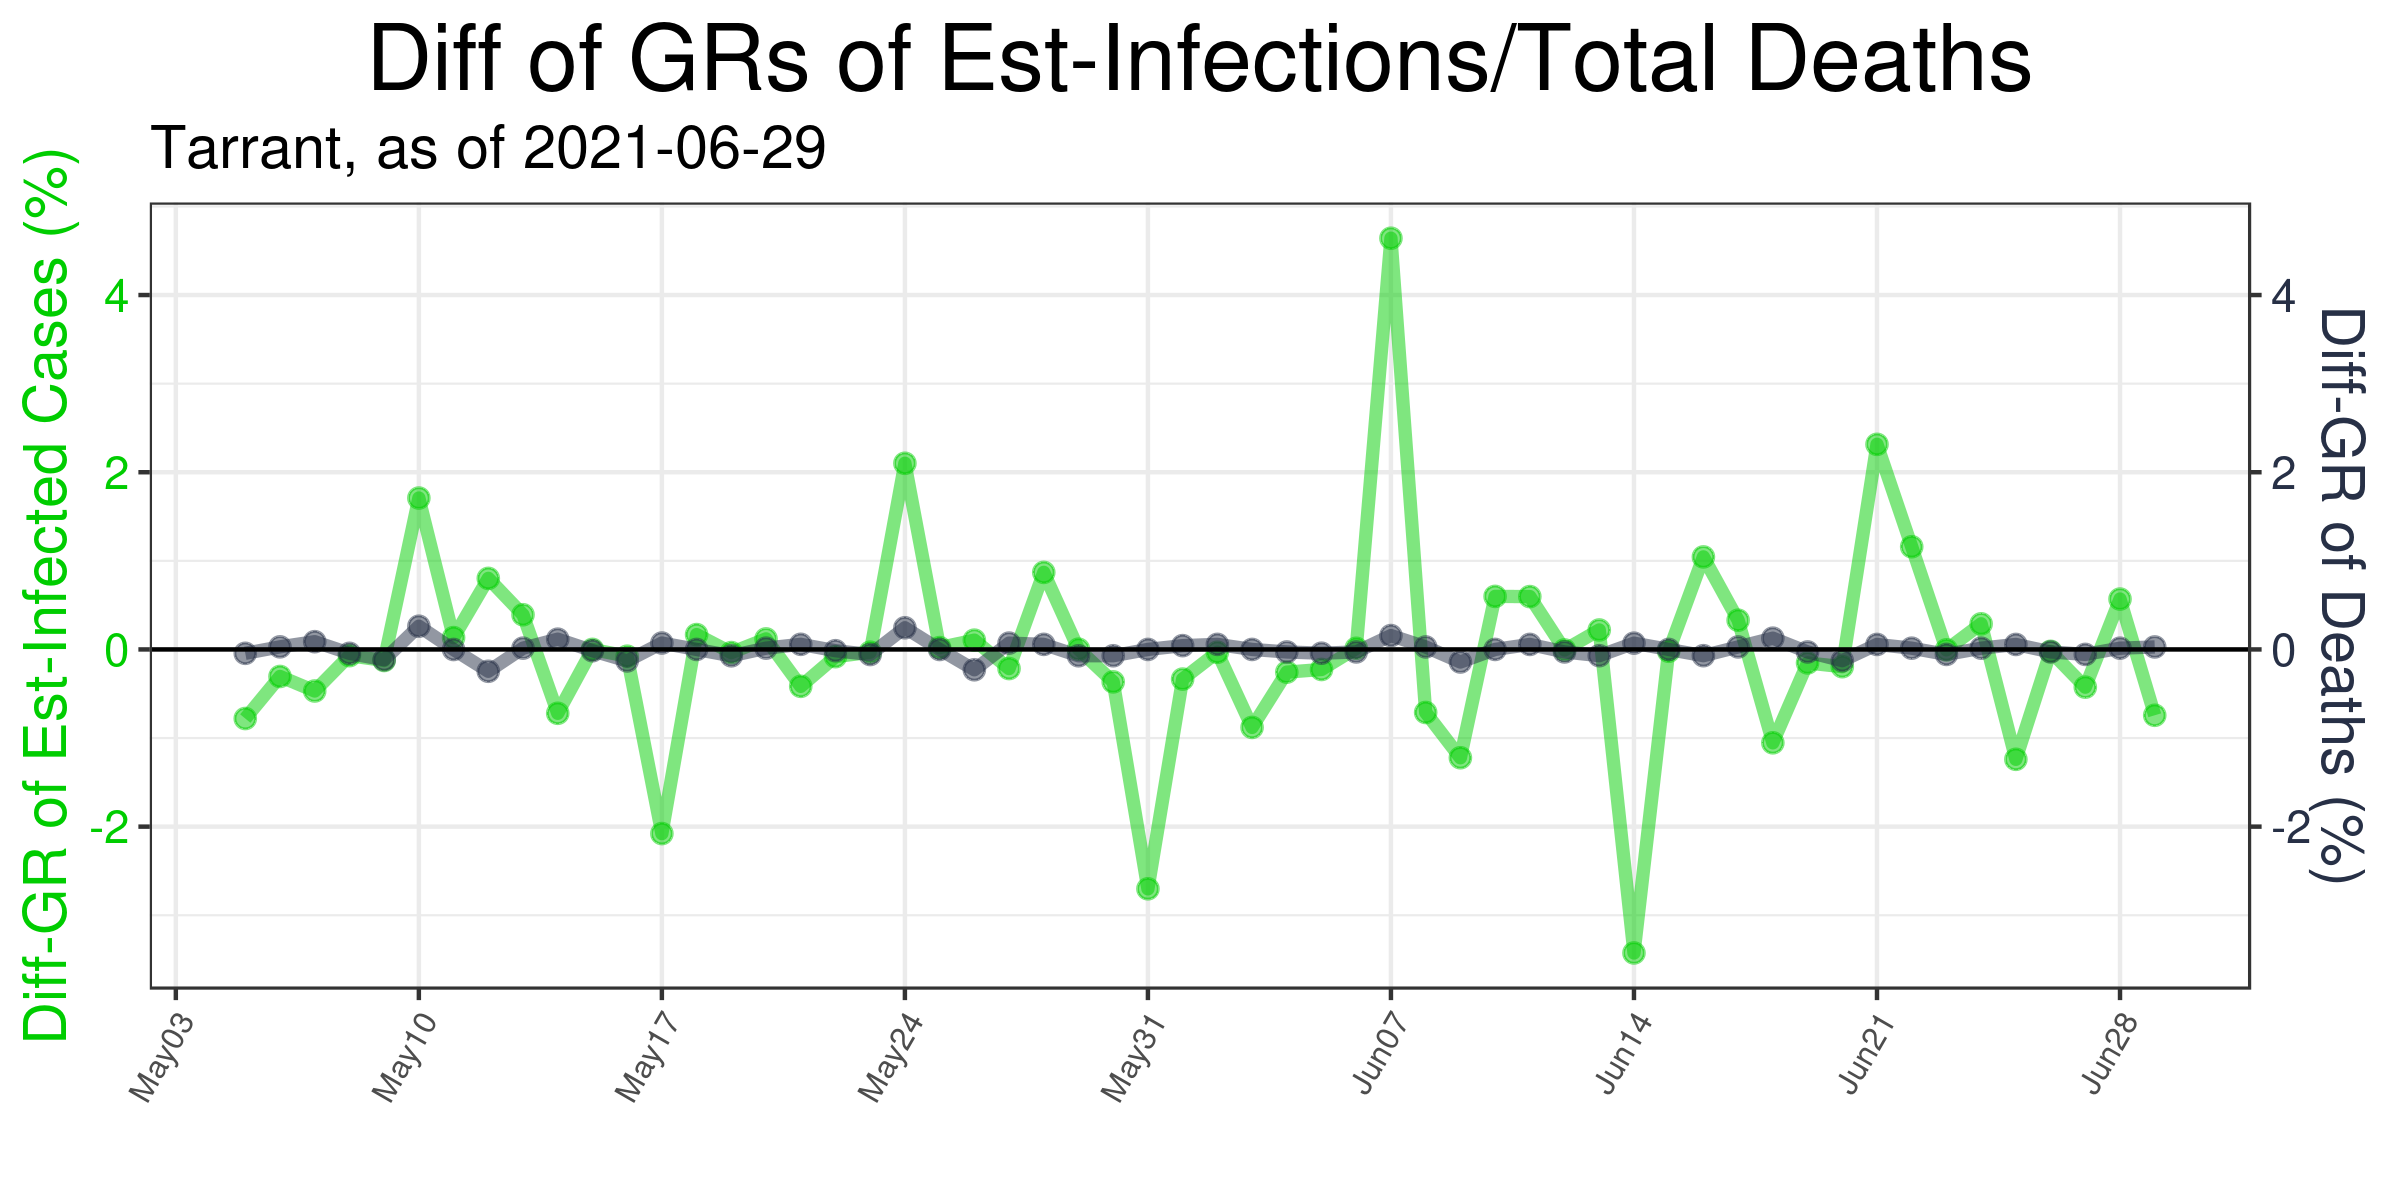 Diff of GRs of Est-Infections/Total Deaths
Tarrant, as of 2021-06-29
Diff-GR of Est-Infected Cases (%)
4
2
0
-2
4
2
0
-2
Diff-GR of Deaths (%)
May03
May10
May17
May24
May31
Jun07
Jun14
Jun21
Jun28